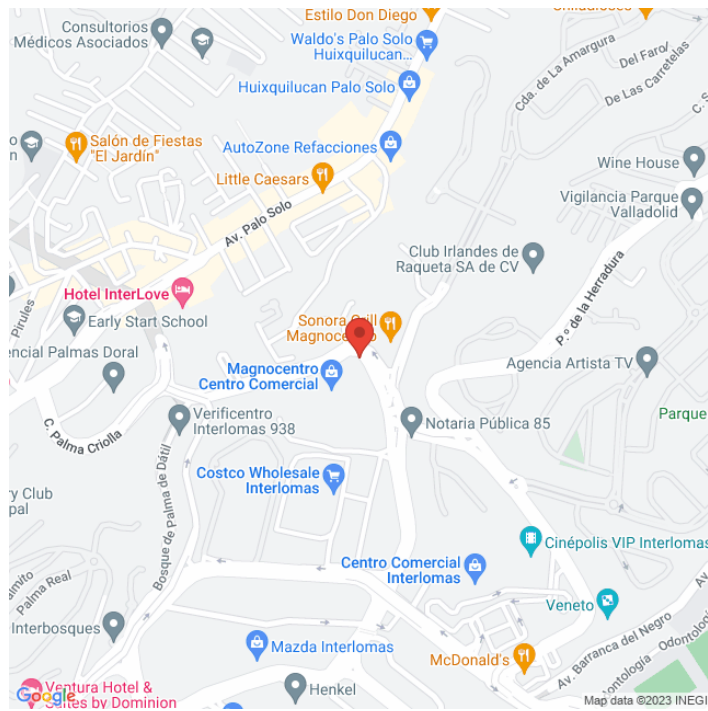 Estilo Don Diego
Consultorios
Médicos Asociados
Waldo's Palo Solo
Huixquilucan...
Huixquilucan Palo Solo
Cda. de La Amargura
Del Farol
De Las Carretelas
Salón de Fiestas
"El Jardín"
AutoZone Refacciones
Little Caesars
Wine House
Vigilancia Parque
Valladolid
Av. Palo Solo
Club Irlandes de
Raqueta SA de CV
P.º de la Herradura
Hotel InterLove
Pirules
Early Start School
Sonora Grill
Magnocentro
encial Palmas Doral
Magnocentro
Centro Comercial
Agencia Artista TV
C. Palma Criolla
Verificentro
Interlomas 938
Notaria Pública 85
Parque
Bosque de Palma de Dátil
Costco Wholesale
Interlomas
ry Club
pal
Cinépolis VIP Interlomas
Centro Comercial
Interlomas
Palma Real
Veneto
Interbosques
Mazda Interlomas
McDonald's
Av. Barranca del Negro
Odontología
Ventura Hotel &
Suites by Dominion
Henkel
Google
Map data ©2023 INEGI